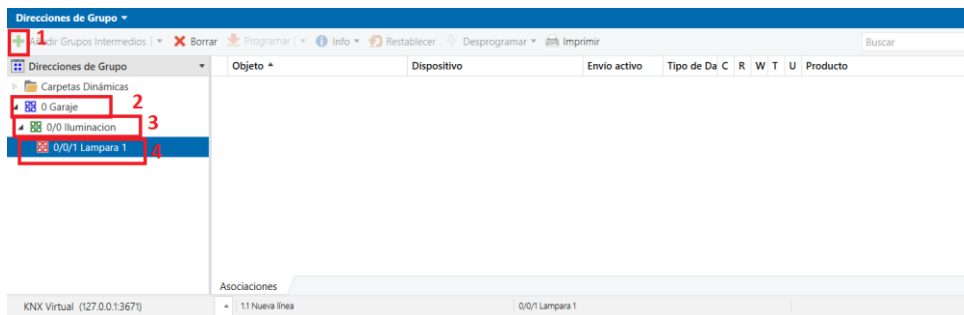 Direcciones de Grupo
1 Añadir Grupos Intermedios Borrar Programar Info Restablecer Desprogramar Imprimir Buscar
Direcciones de Grupo Objeto Dispositivo Envío activo Tipo de Da C R W T U Producto
Carpetas Dinámicas
0 Garaje 2
0/0 Iluminacion 3
0/0/1 Lampara 1 4
Asociaciones
KNX Virtual (127.0.0.1:3671) 1.1 Nueva línea 0/0/1 Lampara 1